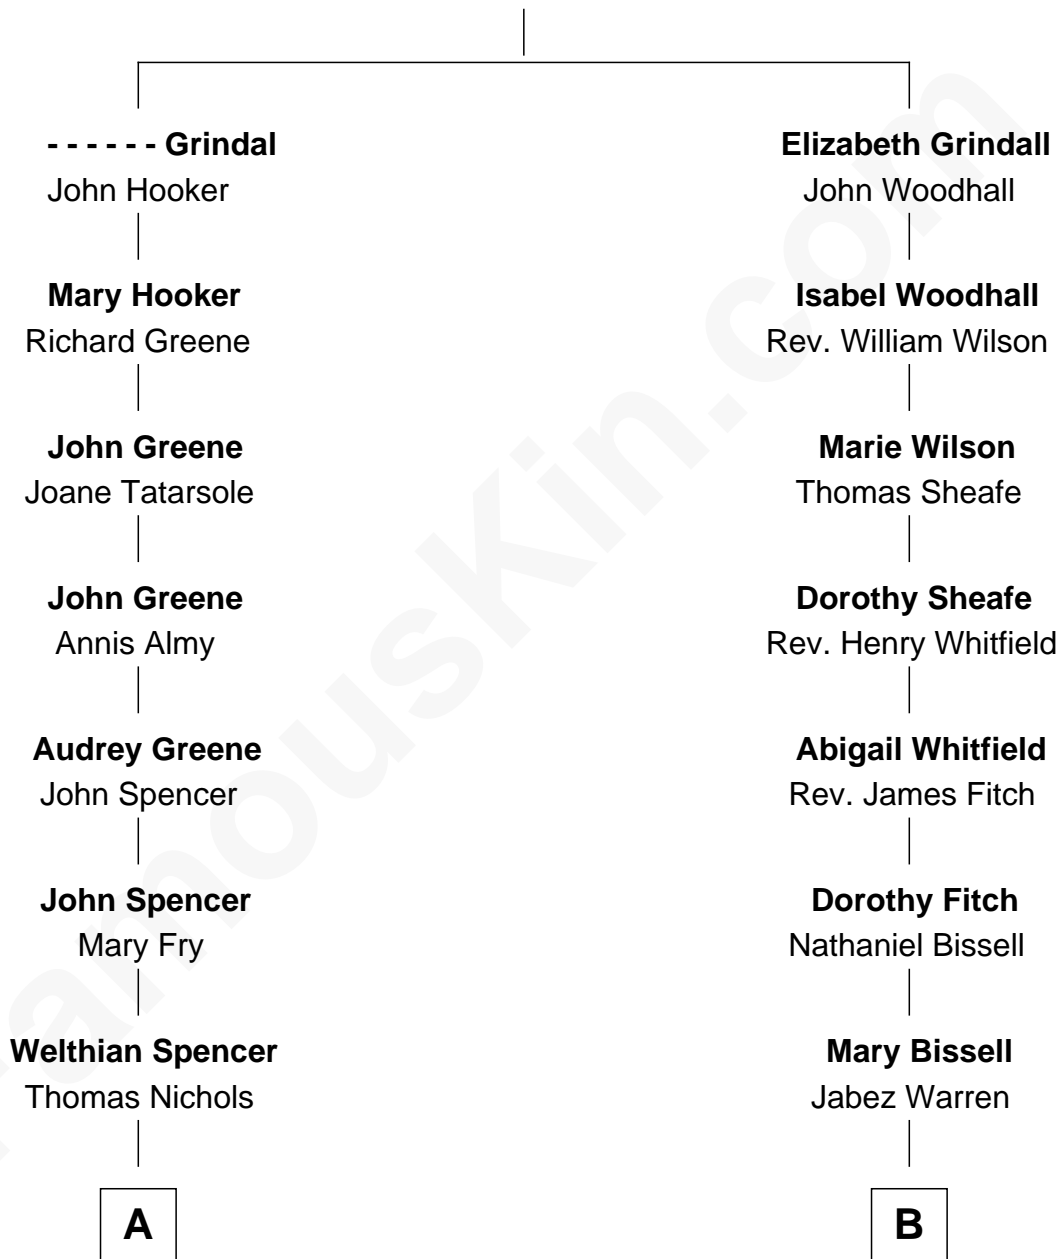 - - - - - - Grindal
John Hooker
Mary Hooker
Richard Greene
John Greene
Joane Tatarsole
John Greene
Annis Almy
Audrey Greene
John Spencer
John Spencer
Mary Fry
Welthian Spencer
Thomas Nichols
A
Elizabeth Grindall
John Woodhall
Isabel Woodhall
Rev. William Wilson
Marie Wilson
Thomas Sheafe
Dorothy Sheafe
Rev. Henry Whitfield
Abigail Whitfield
Rev. James Fitch
Dorothy Fitch
Nathaniel Bissell
Mary Bissell
Jabez Warren
B
FamousKin.com